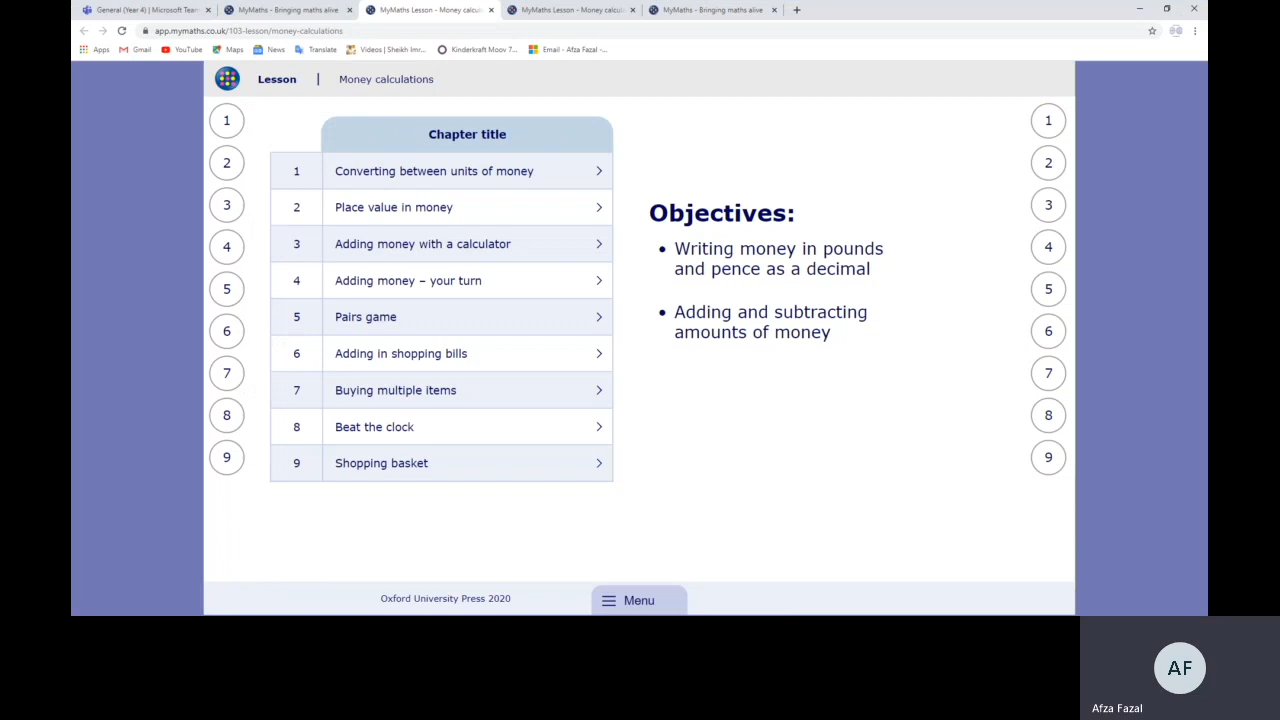 General (Year 4) | Microsoft Team
MyMaths - Bringing maths alive
MyMaths Lesson - Money calcula
MyMaths Lesson - Money calcula
MyMaths - Bringing maths alive
app.mymaths.co.uk/103-lesson/money-calculations
Apps
Gmail
YouTube
Maps
News
Translate
Videos | Sheikh Imr...
Kinderkraft Moov 7...
Email - Afza Fazal -...
Lesson | Money calculations
1
2
3
4
5
6
7
8
9
Chapter title
1 Converting between units of money
2 Place value in money
3 Adding money with a calculator
4 Adding money – your turn
5 Pairs game
6 Adding in shopping bills
7 Buying multiple items
8 Beat the clock
9 Shopping basket
Objectives:
• Writing money in pounds
and pence as a decimal
• Adding and subtracting
amounts of money
1
2
3
4
5
6
7
8
9
Oxford University Press 2020
Menu
AF
Afza Fazal